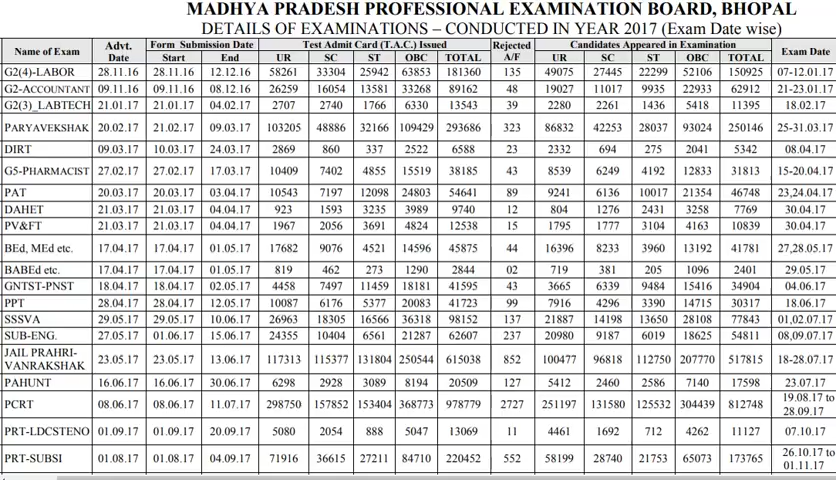 MADHYA PRADESH PROFESSIONAL EXAMINATION BOARD, BHOPAL
DETAILS OF EXAMINATIONS – CONDUCTED IN YEAR 2017 (Exam Date wise)
Name of Exam Advt. Date Form Submission Date Test Admit Card (T.A.C.) Issued Rejected A/F Candidates Appeared in Examination Exam Date
Start End UR SC ST OBC TOTAL UR SC ST OBC TOTAL
G2(4)-LABOR 28.11.16 28.11.16 12.12.16 58261 33304 25942 63853 181360 135 49075 27445 22299 52106 150925 07-12.01.17
G2-ACCOUNTANT 09.11.16 09.11.16 08.12.16 26259 16054 13581 33268 89162 48 19027 11017 9935 22933 62912 21-23.01.17
G2(3)_LABTECH 21.01.17 21.01.17 04.02.17 2707 2740 1766 6330 13543 39 2280 2261 1436 5418 11395 18.02.17
PARYAVEKSHAK 20.02.17 21.02.17 09.03.17 103205 48886 32166 109429 293686 323 86832 42253 28037 93024 250146 25-31.03.17
DIRT 09.03.17 10.03.17 24.03.17 2869 860 337 2522 6588 23 2332 694 275 2041 5342 08.04.17
G5-PHARMACIST 27.02.17 27.02.17 17.03.17 10409 7402 4855 15519 38185 43 8539 6249 4192 12833 31813 15-20.04.17
PAT 20.03.17 20.03.17 03.04.17 10543 7197 12098 24803 54641 89 9241 6136 10017 21354 46748 23,24.04.17
DAHET 21.03.17 21.03.17 04.04.17 923 1593 3235 3989 9740 12 804 1276 2431 3258 7769 30.04.17
PV&FT 21.03.17 21.03.17 04.04.17 1967 2056 3691 4824 12538 15 1795 1777 3104 4163 10839 30.04.17
BEd, MEd etc. 17.04.17 17.04.17 01.05.17 17682 9076 4521 14596 45875 44 16396 8233 3960 13192 41781 27,28.05.17
BABEd etc. 17.04.17 17.04.17 01.05.17 819 462 273 1290 2844 02 719 381 205 1096 2401 29.05.17
GNTST-PNST 18.04.17 18.04.17 02.05.17 4458 7497 11459 18181 41595 43 3665 6339 9484 15416 34904 04.06.17
PPT 28.04.17 28.04.17 12.05.17 10087 6176 5377 20083 41723 99 7916 4296 3390 14715 30317 18.06.17
SSSVA 29.05.17 29.05.17 10.06.17 26963 18305 16566 36318 98152 137 21887 14198 13650 28108 77843 01,02.07.17
SUB-ENG. 27.05.17 01.06.17 15.06.17 24355 10404 6561 21287 62607 237 20980 9187 6019 18625 54811 08,09.07.17
JAIL PRAHRI-VANRAKSHAK 23.05.17 23.05.17 13.06.17 117313 115377 131804 250544 615038 852 100477 96818 112750 207770 517815 18-28.07.17
PAHUNT 16.06.17 16.06.17 30.06.17 6298 2928 3089 8194 20509 127 5412 2460 2586 7140 17598 23.07.17
PCRT 08.06.17 08.06.17 11.07.17 298750 157852 153404 368773 978779 2727 251197 131580 125532 304439 812748 19.08.17 to 28.09.17
PRT-LDCSTENO 01.09.17 01.09.17 20.09.17 5080 2054 888 5047 13069 11 4461 1692 712 4262 11127 07.10.17
PRT-SUBSI 01.08.17 01.08.17 04.09.17 71916 36615 27211 84710 220452 552 58199 28740 21753 65073 173765 26.10.17 to 01.11.17